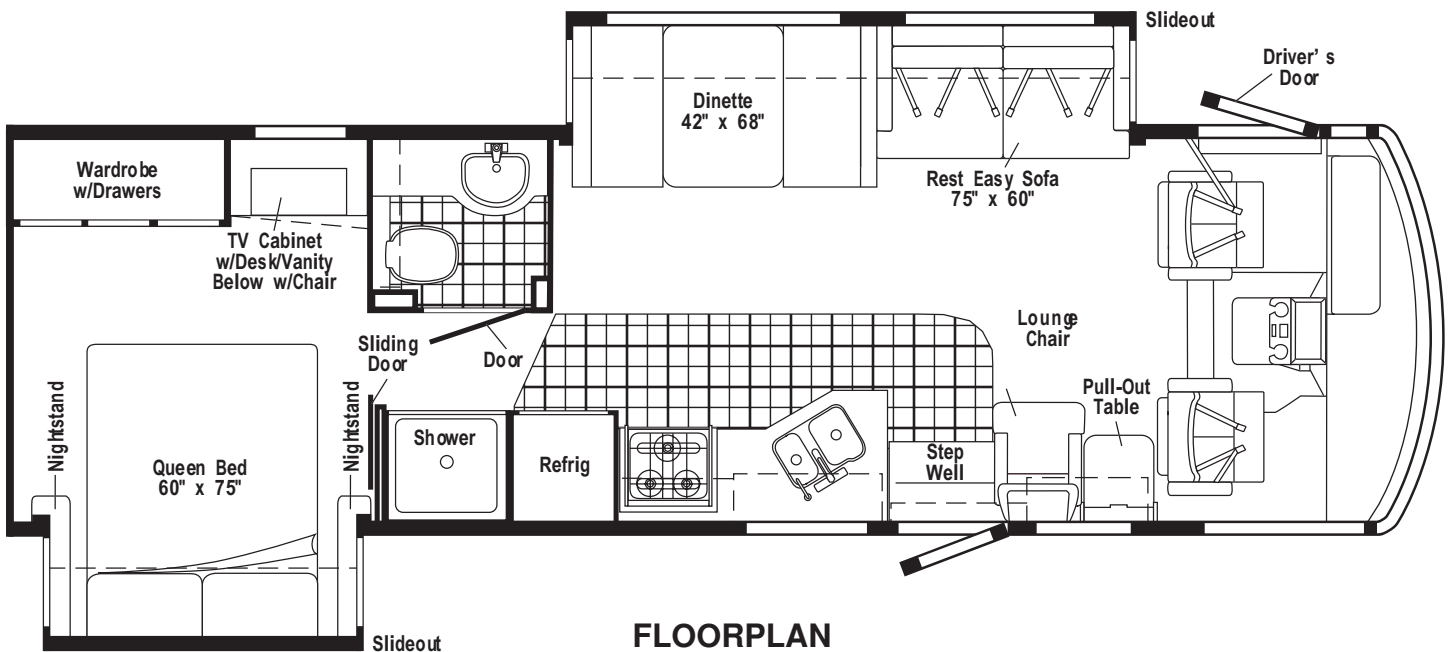 Slideout
Driver's
Door
Dinette
42" x 68"
Wardrobe
w/Drawers
Rest Easy Sofa
75" x 60"
TV Cabinet
w/Desk/Vanity
Below w/Chair
Sliding
Door
Door
Lounge
Chair
Pull-Out
Table
Nightstand
Nightstand
Shower
Queen Bed
60" x 75"
Refrig
Step
Well
Slideout
FLOORPLAN